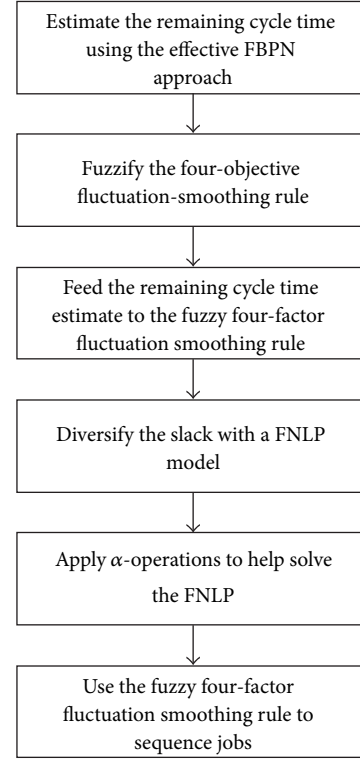 Estimate the remaining cycle time
using the effective FBPN
approach
Fuzzify the four-objective
fluctuation-smoothing rule
Feed the remaining cycle time
estimate to the fuzzy four-factor
fluctuation smoothing rule
Diversify the slack with a FNLP
model
Apply α-operations to help solve
the FNLP
Use the fuzzy four-factor
fluctuation smoothing rule to
sequence jobs